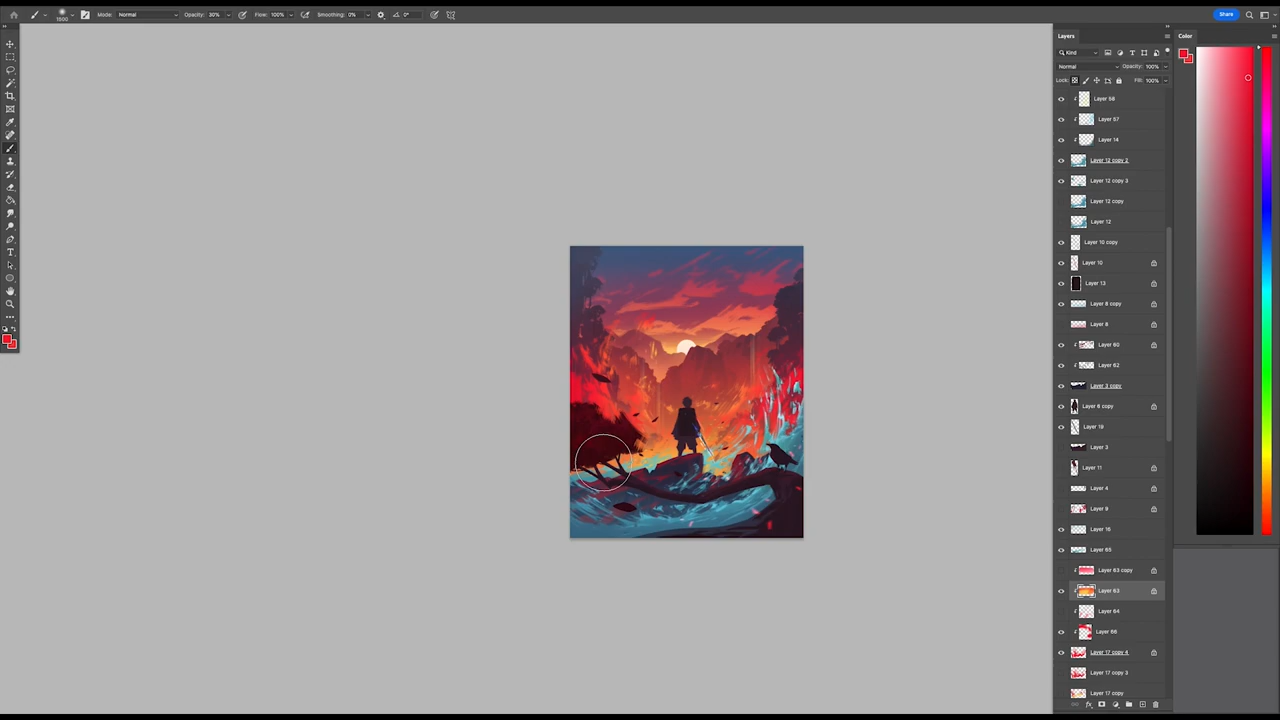 Mode: Normal Opacity: 30% Flow: 100% Smoothing: 0% 0° Share
1500
Layers
Color
Kind
Normal Opacity: 100%
Lock: Fill: 100%
Layer 58
Layer 57
Layer 14
Layer 12 copy 2
Layer 12 copy 3
Layer 12 copy
Layer 12
Layer 10 copy
Layer 10
Layer 13
Layer 8 copy
Layer 8
Layer 60
Layer 62
Layer 3 copy
Layer 6 copy
Layer 19
Layer 3
Layer 11
Layer 4
Layer 9
Layer 16
Layer 65
Layer 63 copy
Layer 63
Layer 64
Layer 66
Layer 17 copy 4
Layer 17 copy 3
Layer 17 copy
fx